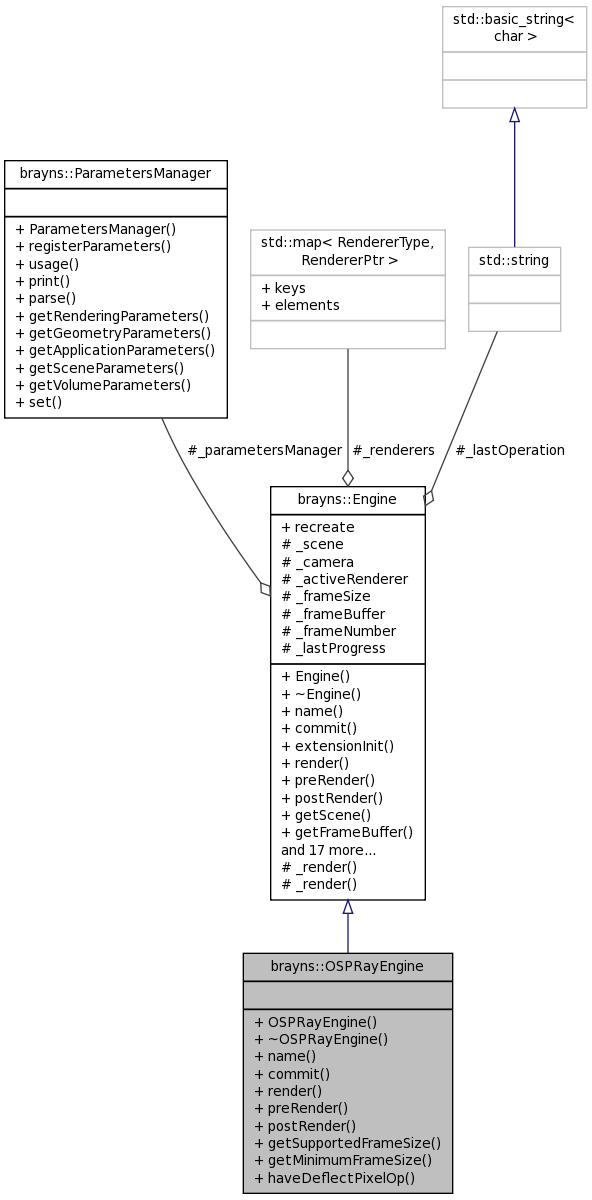 std::basic_string<
char >
brayns::ParametersManager
+ ParametersManager()
+ registerParameters()
+ usage()
+ print()
+ parse()
+ getRenderingParameters()
+ getGeometryParameters()
+ getApplicationParameters()
+ getSceneParameters()
+ getVolumeParameters()
+ set()
std::map< RendererType,
RendererPtr >
+ keys
+ elements
std::string
#_parametersManager
#_renderers
#_lastOperation
brayns::Engine
+ recreate
# _scene
# _camera
# _activeRenderer
# _frameSize
# _frameBuffer
# _frameNumber
# _lastProgress
+ Engine()
+ ~Engine()
+ name()
+ commit()
+ extensionInit()
+ render()
+ preRender()
+ postRender()
+ getScene()
+ getFrameBuffer()
and 17 more...
# _render()
# _render()
brayns::OSPRayEngine
+ OSPRayEngine()
+ ~OSPRayEngine()
+ name()
+ commit()
+ render()
+ preRender()
+ postRender()
+ getSupportedFrameSize()
+ getMinimumFrameSize()
+ haveDeflectPixelOp()